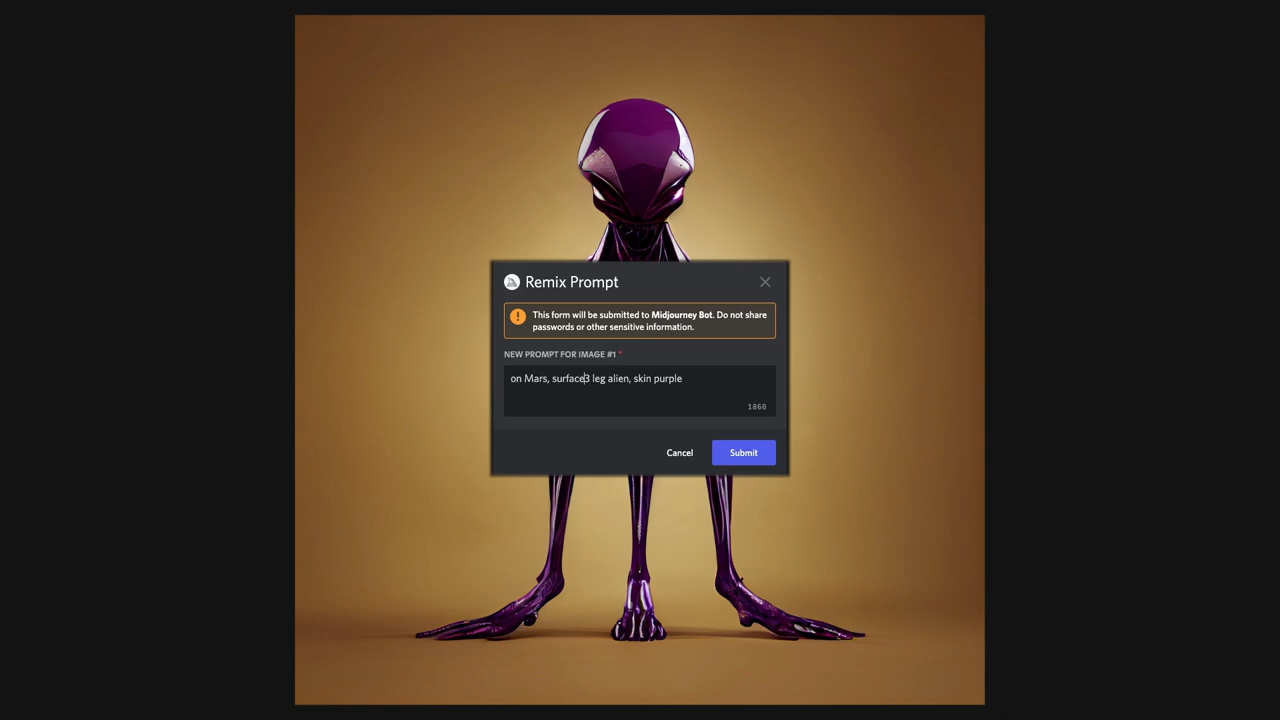 Remix Prompt
This form will be submitted to Midjourney Bot. Do not share
passwords or other sensitive information.
NEW PROMPT FOR IMAGE #1 *
on Mars, surface3 leg alien, skin purple
1860
Cancel Submit